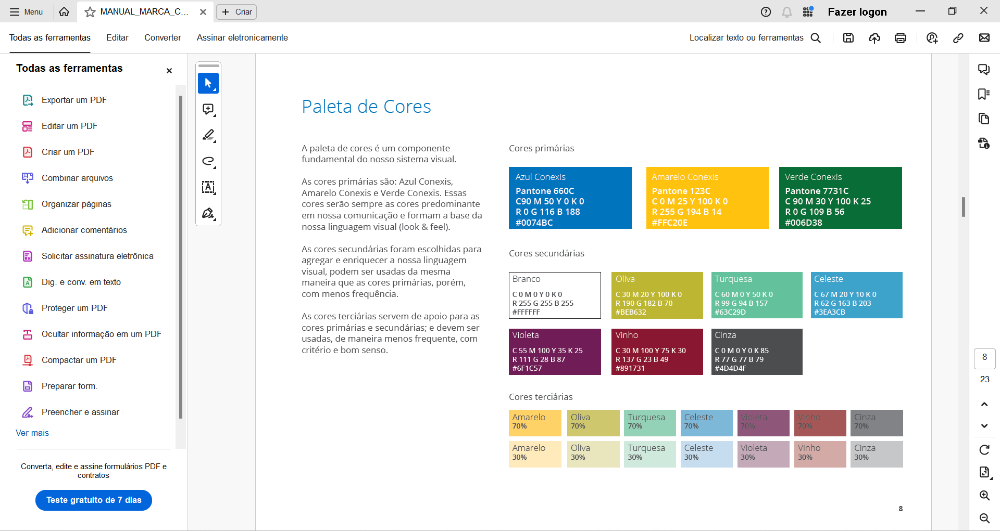 Menu
MANUAL_MARCA_C...
Criar
Fazer logon
Todas as ferramentas
Editar
Converter
Assinar eletronicamente
Localizar texto ou ferramentas
Todas as ferramentas
Exportar um PDF
Editar um PDF
Criar um PDF
Combinar arquivos
Organizar páginas
Adicionar comentários
Solicitar assinatura eletrônica
Dig. e conv. em texto
Proteger um PDF
Ocultar informação em um PDF
Compactar um PDF
Preparar form.
Preencher e assinar
Ver mais
Converta, edite e assine formulários PDF e
contratos
Teste gratuito de 7 dias
Paleta de Cores
A paleta de cores é um componente
fundamental do nosso sistema visual.
As cores primárias são: Azul Conexis,
Amarelo Conexis e Verde Conexis. Essas
cores serão sempre as cores predominante
em nossa comunicação e formam a base da
nossa linguagem visual (look & feel).
As cores secundárias foram escolhidas para
agregar e enriquecer a nossa linguagem
visual, podem ser usadas da mesma
maneira que as cores primárias, porém,
com menos frequência.
As cores terciárias servem de apoio para as
cores primárias e secundárias; e devem ser
usadas, de maneira menos frequente, com
critério e bom senso.
Cores primárias
Azul Conexis
Pantone 660C
C90 M 50 Y 0 K 0
R 0 G 116 B 188
#0074BC
Amarelo Conexis
Pantone 123C
C 0 M 25 Y 100 K 0
R 255 G 194 B 14
#FFC20E
Verde Conexis
Pantone 7731C
C 90 M 30 Y 100 K 25
R 0 G 109 B 56
#006D38
Cores secundárias
Branco
C 0 M 0 Y 0 K 0
R 255 G 255 B 255
#FFFFFF
Oliva
C 30 M 20 Y 100 K 0
R 190 G 182 B 70
#BEB632
Turquesa
C 60 M 0 Y 50 K 0
R 99 G 94 B 157
#63C29D
Celeste
C 67 M 20 Y 10 K 0
R 62 G 163 B 203
#3EA3CB
Violeta
C 55 M 100 Y 35 K 25
R 111 G 28 B 87
#6F1C57
Vinho
C 30 M 100 Y 75 K 30
R 137 G 23 B 49
#891731
Cinza
C 0 M 0 Y 0 K 85
R 77 G 77 B 79
#4D4D4F
Cores terciárias
Amarelo
70%
Oliva
70%
Turquesa
70%
Celeste
70%
Violeta
70%
Vinho
70%
Cinza
70%
Amarelo
30%
Oliva
30%
Turquesa
30%
Celeste
30%
Violeta
30%
Vinho
30%
Cinza
30%
8
8
23